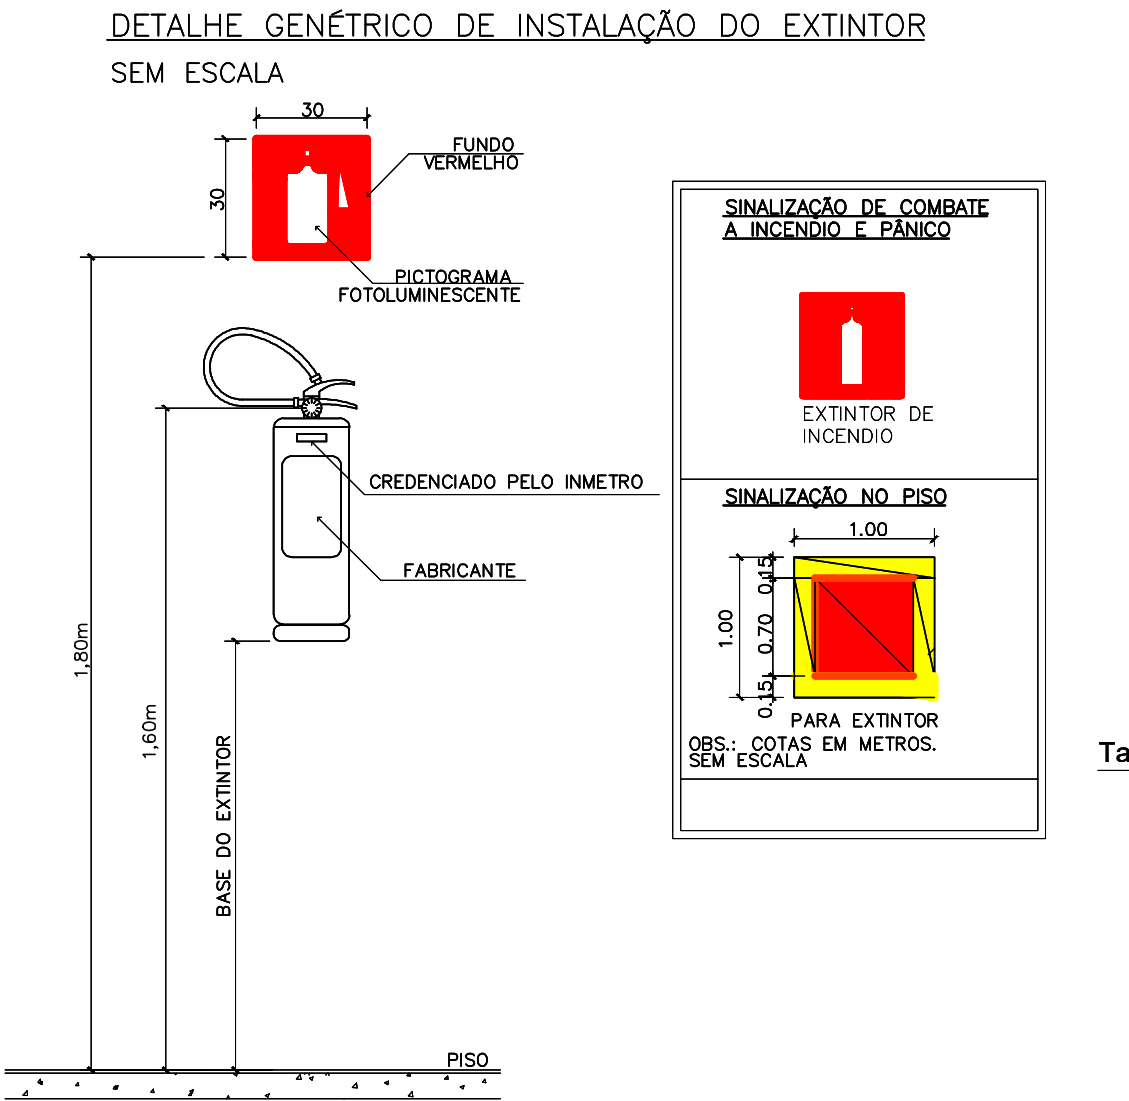 DETALHE GENÉTRICO DE INSTALAÇÃO DO EXTINTOR
SEM ESCALA
30
30
FUNDO
VERMELHO
PICTOGRAMA
FOTOLUMINESCENTE
CREDENCIADO PELO INMETRO
FABRICANTE
1,80m
1,60m
BASE DO EXTINTOR
PISO
SINALIZAÇÃO DE COMBATE
A INCENDIO E PÂNICO
EXTINTOR DE
INCENDIO
SINALIZAÇÃO NO PISO
1.00
1.00
0.15
0.70
0.15
PARA EXTINTOR
OBS.: COTAS EM METROS.
SEM ESCALA
Ta